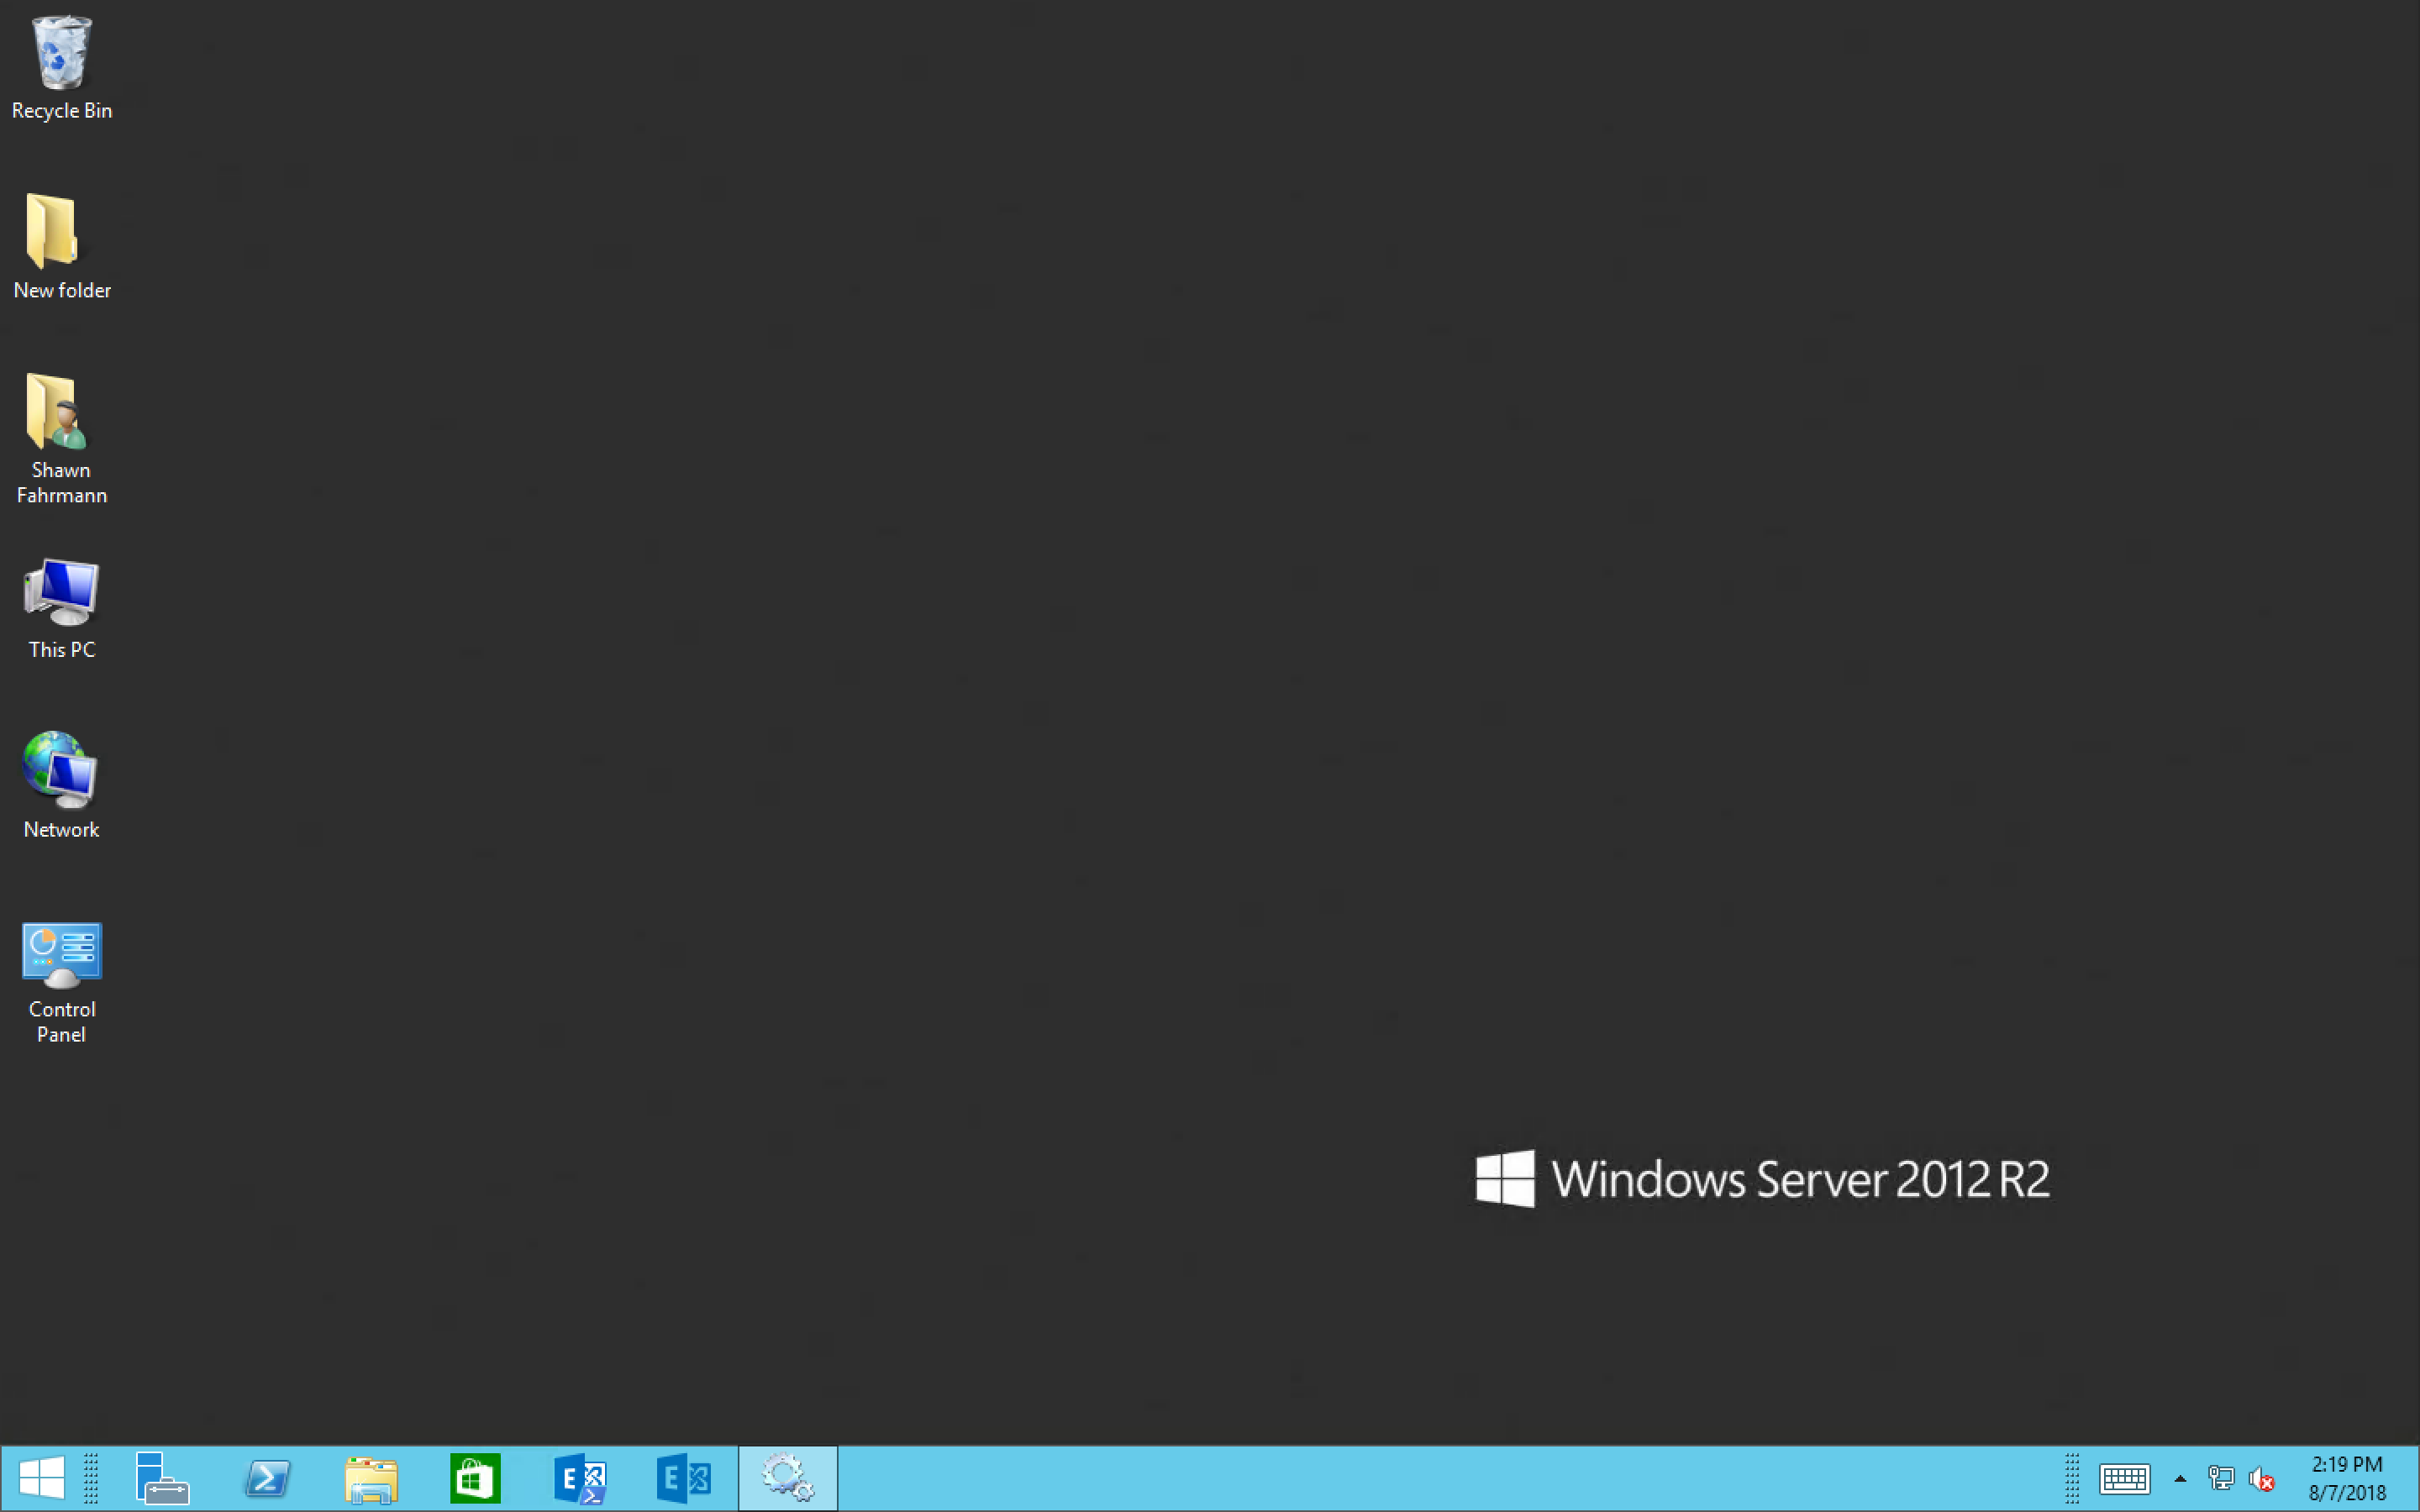 Recycle Bin
New folder
Shawn
Fahrmann
This PC
Network
Control
Panel
Windows Server 2012 R2
2:19 PM
8/7/2018